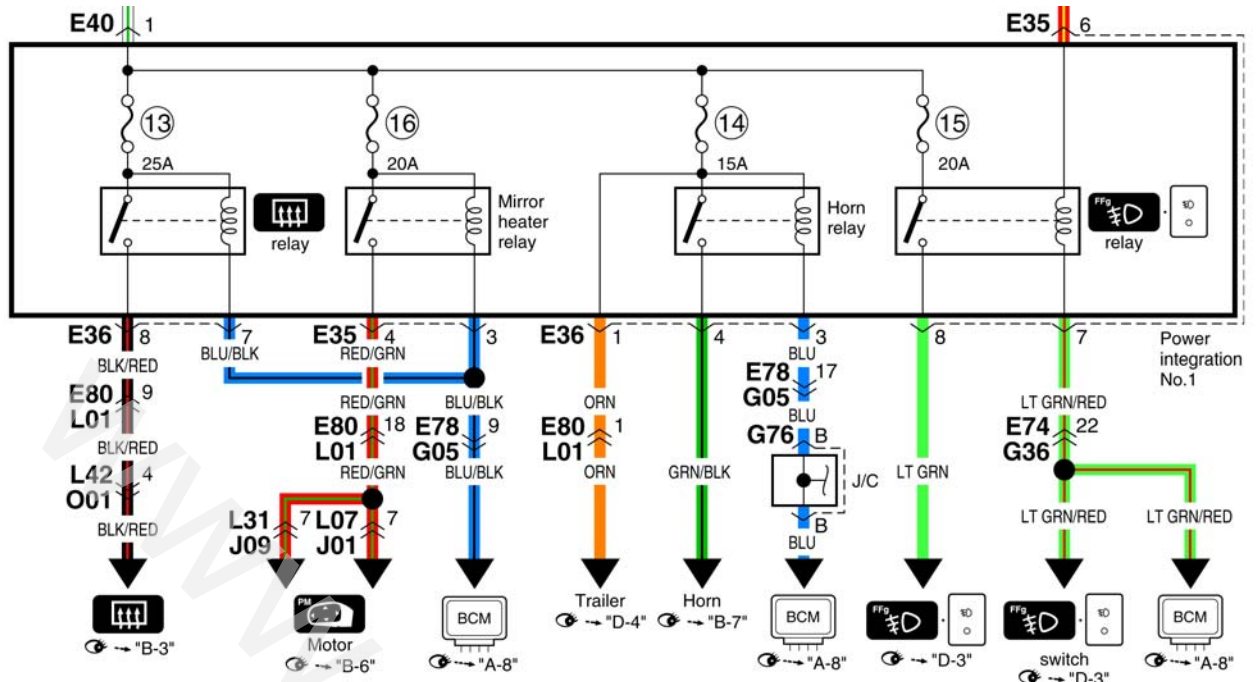 E40 1
E35 6
13
16
14
15
25A
20A
15A
20A
relay
Mirror
heater
relay
Horn
relay
FFg
relay
E36 8
7
E35 4
3
E36 1
4
3
8
7
Power
integration
No.1
BLK/RED
BLU/BLK
RED/GRN
BLU
E80 9
L01
E78 17
G05
RED/GRN
BLU/BLK
ORN
BLU
LT GRN/RED
BLK/RED
E80 18
L01
E78 9
G05
E80 1
L01
G76 B
E74 22
G36
L42 4
O01
RED/GRN
BLU/BLK
ORN
GRN/BLK
J/C
LT GRN
BLK/RED
L31 7
J09
L07 7
J01
B
BLU
LT GRN/RED
LT GRN/RED
PM
BCM
Trailer
"D-4"
Horn
"B-7"
BCM
FFg
FFg
BCM
"B-3"
Motor
"B-6"
"A-8"
"A-8"
"D-3"
switch
"D-3"
"A-8"